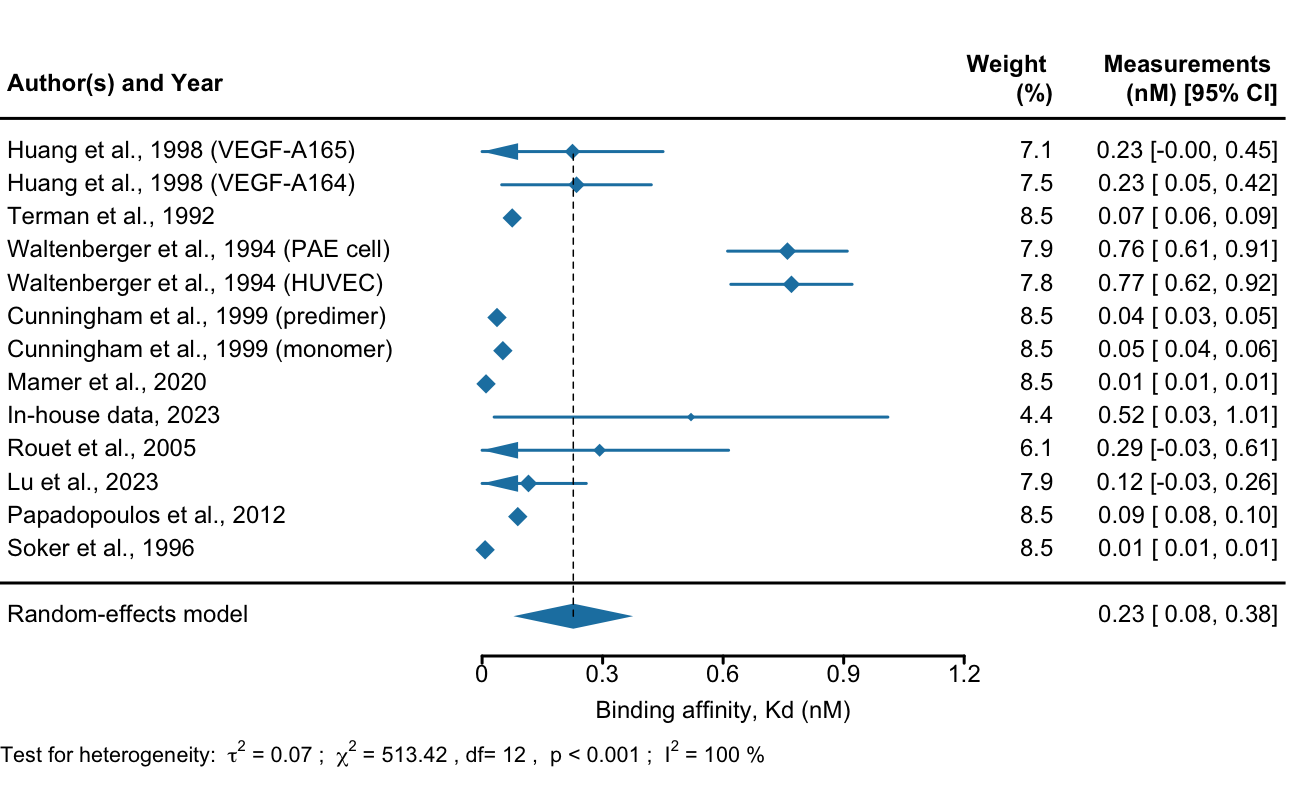 Author(s) and Year Weight (%) Measurements (nM) [95% CI]
Huang et al., 1998 (VEGF-A165) 7.1 0.23 [-0.00, 0.45]
Huang et al., 1998 (VEGF-A164) 7.5 0.23 [ 0.05, 0.42]
Terman et al., 1992 8.5 0.07 [ 0.06, 0.09]
Waltenberger et al., 1994 (PAE cell) 7.9 0.76 [ 0.61, 0.91]
Waltenberger et al., 1994 (HUVEC) 7.8 0.77 [ 0.62, 0.92]
Cunningham et al., 1999 (predimer) 8.5 0.04 [ 0.03, 0.05]
Cunningham et al., 1999 (monomer) 8.5 0.05 [ 0.04, 0.06]
Mamer et al., 2020 8.5 0.01 [ 0.01, 0.01]
In-house data, 2023 4.4 0.52 [ 0.03, 1.01]
Rouet et al., 2005 6.1 0.29 [-0.03, 0.61]
Lu et al., 2023 7.9 0.12 [-0.03, 0.26]
Papadopoulos et al., 2012 8.5 0.09 [ 0.08, 0.10]
Soker et al., 1996 8.5 0.01 [ 0.01, 0.01]
Random-effects model 0.23 [ 0.08, 0.38]
0 0.3 0.6 0.9 1.2
Binding affinity, Kd (nM)
Test for heterogeneity: τ² = 0.07 ; χ² = 513.42 , df= 12 , p < 0.001 ; I² = 100 %